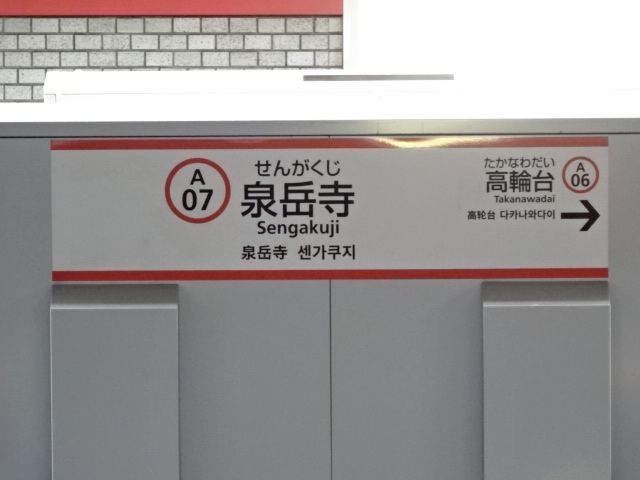 A
07
せんがくじ
泉岳寺
Sengakuji
泉岳寺 센가쿠지
たかなわだい
高輪台
Takanawadai
高轮台 다카나와다이
A
06